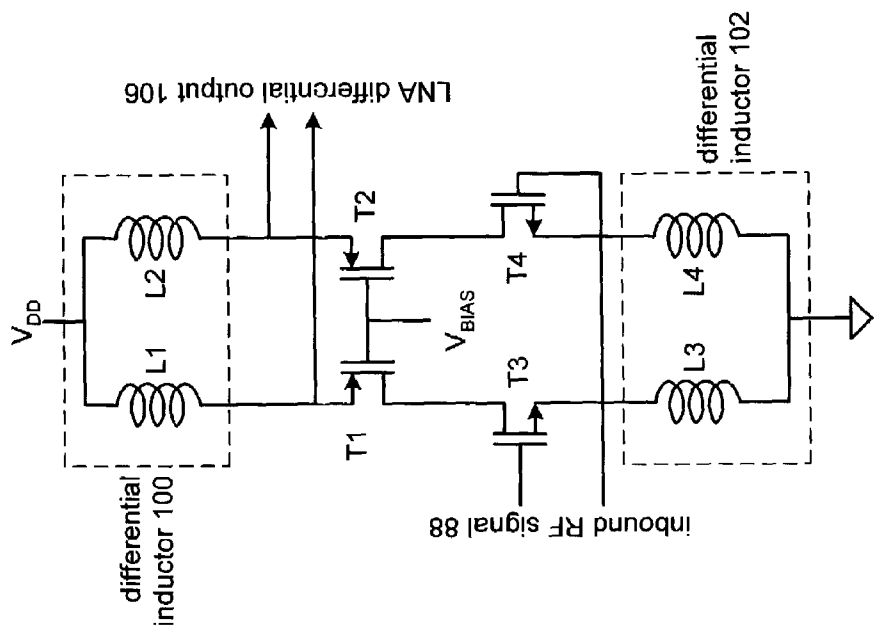 V_DD
differential
inductor 100
L1
L2
LNA differential output 106
T1
T2
V_BIAS
T3
T4
inbound RF signal 88
L3
L4
differential
inductor 102